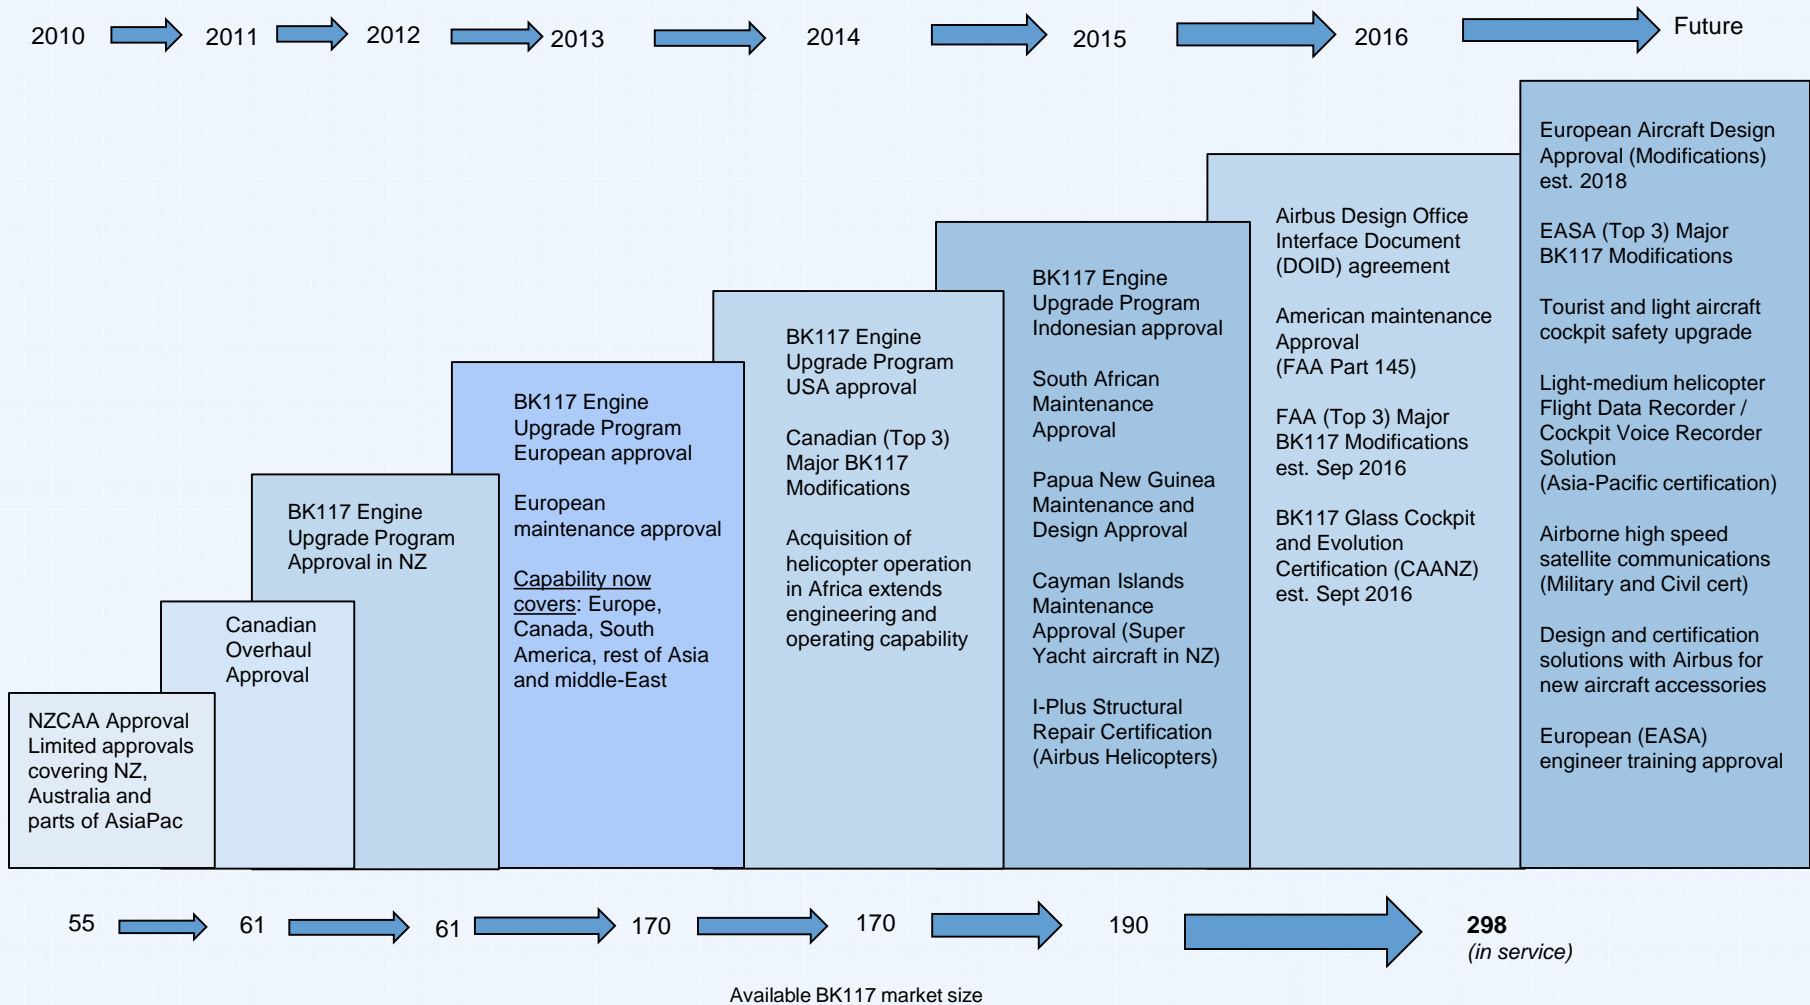 2010
2011
2012
2013
2014
2015
2016
Future
NZCAA Approval
Limited approvals
covering NZ,
Australia and
parts of AsiaPac
Canadian
Overhaul
Approval
BK117 Engine
Upgrade Program
Approval in NZ
BK117 Engine
Upgrade Program
European approval
European
maintenance approval
Capability now
covers: Europe,
Canada, South
America, rest of Asia
and middle-East
BK117 Engine
Upgrade Program
USA approval
Canadian (Top 3)
Major BK117
Modifications
Acquisition of
helicopter operation
in Africa extends
engineering and
operating capability
BK117 Engine
Upgrade Program
Indonesian approval
South African
Maintenance
Approval
Papua New Guinea
Maintenance and
Design Approval
Cayman Islands
Maintenance
Approval (Super
Yacht aircraft in NZ)
I-Plus Structural
Repair Certification
(Airbus Helicopters)
Airbus Design Office
Interface Document
(DOID) agreement
American maintenance
Approval
(FAA Part 145)
FAA (Top 3) Major
BK117 Modifications
est. Sep 2016
BK117 Glass Cockpit
and Evolution
Certification (CAANZ)
est. Sept 2016
European Aircraft Design
Approval (Modifications)
est. 2018
EASA (Top 3) Major
BK117 Modifications
Tourist and light aircraft
cockpit safety upgrade
Light-medium helicopter
Flight Data Recorder /
Cockpit Voice Recorder
Solution
(Asia-Pacific certification)
Airborne high speed
satellite communications
(Military and Civil cert)
Design and certification
solutions with Airbus for
new aircraft accessories
European (EASA)
engineer training approval
55
61
61
170
170
190
298
(in service)
Available BK117 market size